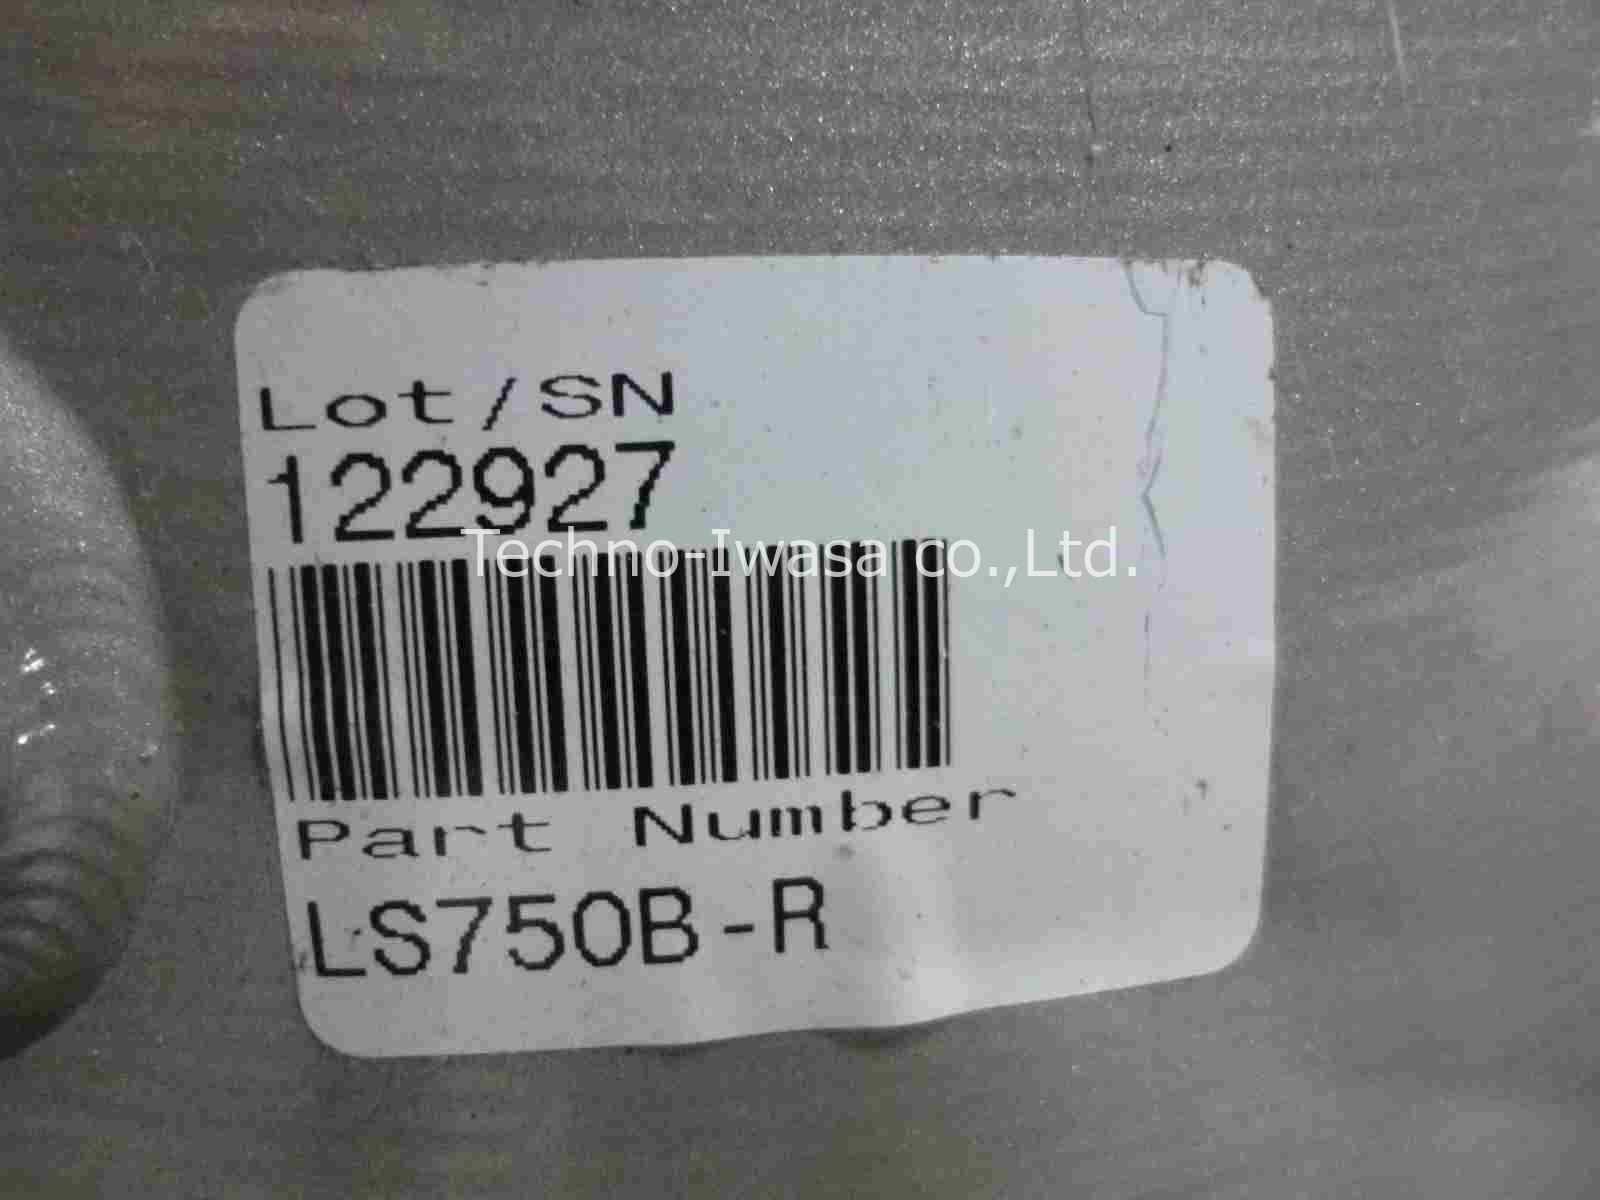 Lot/SN
122927
Techno-Iwasa co.,Ltd.
Part Number
LS750B-R